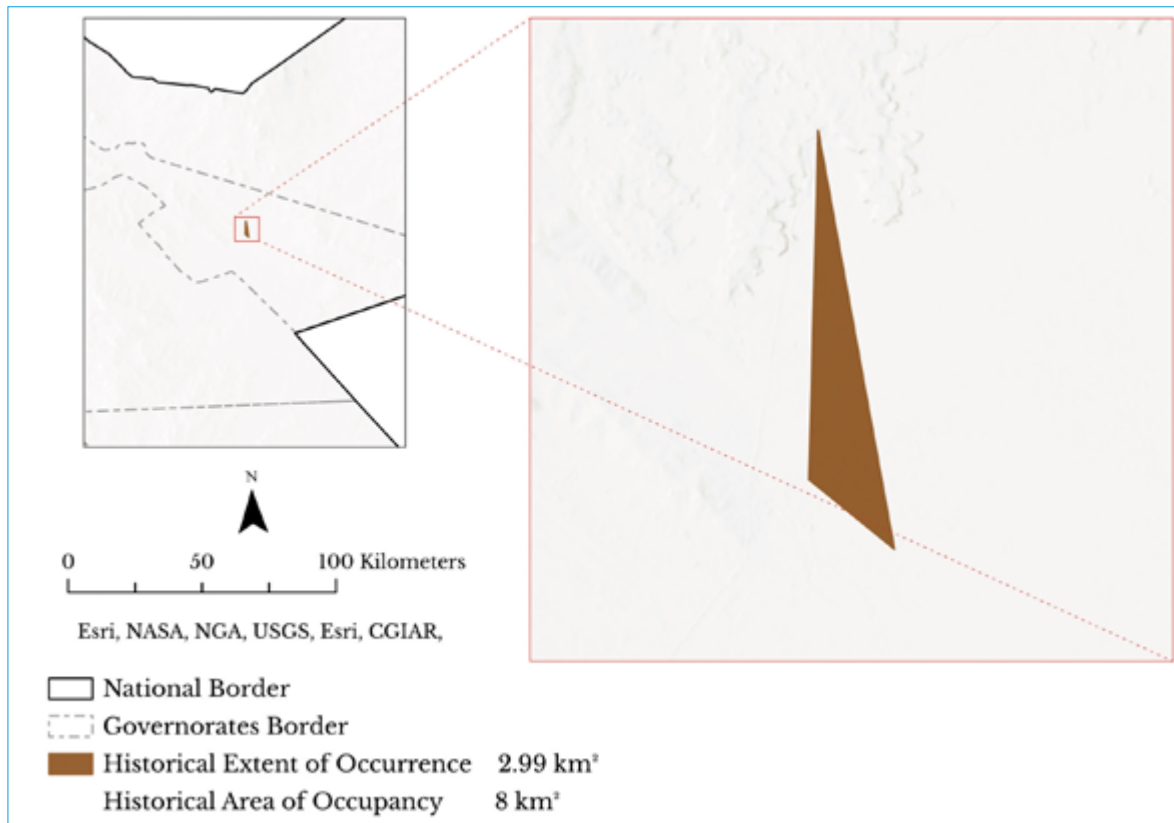 N
0 50 100 Kilometers
Esri, NASA, NGA, USGS, Esri, CGIAR,
National Border
Governorates Border
Historical Extent of Occurrence 2.99 km²
Historical Area of Occupancy 8 km²